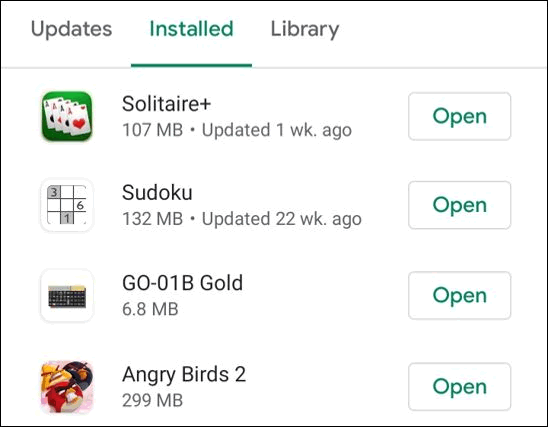 Updates Installed Library
Solitaire+
107 MB • Updated 1 wk. ago
Open
Sudoku
132 MB • Updated 22 wk. ago
Open
3
6
1
GO-01B Gold
6.8 MB
Open
Angry Birds 2
299 MB
Open